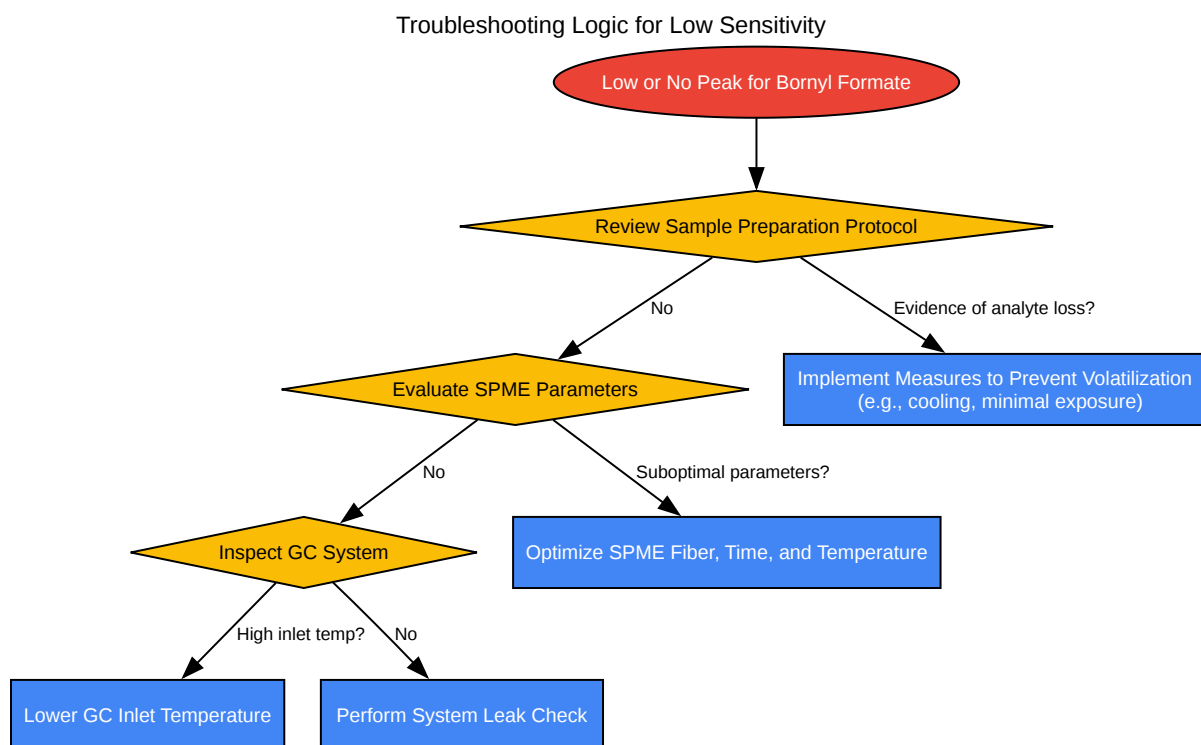 Troubleshooting Logic for Low Sensitivity
Low or No Peak for Bornyl Formate
Review Sample Preparation Protocol
No
Evidence of analyte loss?
Evaluate SPME Parameters
Implement Measures to Prevent Volatilization
(e.g., cooling, minimal exposure)
No
Suboptimal parameters?
Inspect GC System
Optimize SPME Fiber, Time, and Temperature
High inlet temp?
No
Lower GC Inlet Temperature
Perform System Leak Check